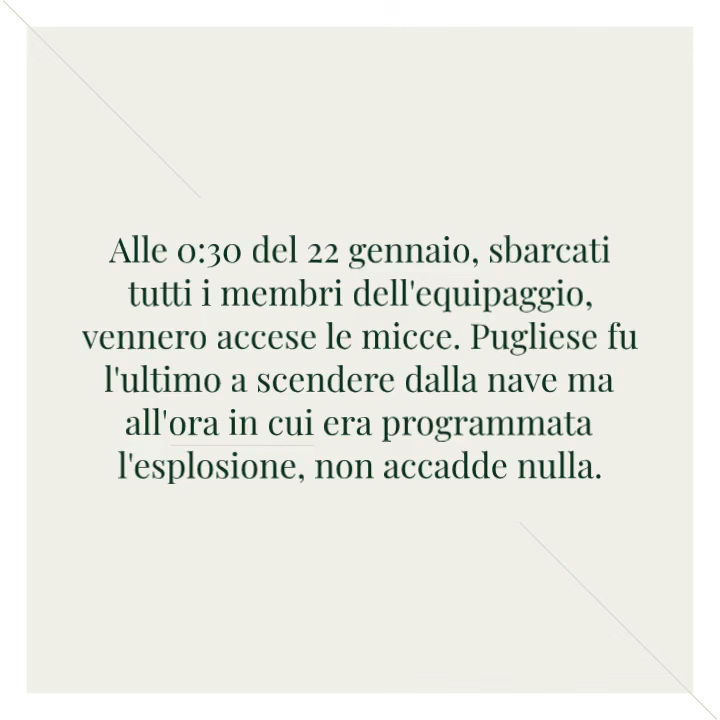 Alle 0:30 del 22 gennaio, sbarcati
tutti i membri dell'equipaggio,
vennero accese le micce. Pugliese fu
l'ultimo a scendere dalla nave ma
all'ora in cui era programmata
l'esplosione, non accadde nulla.